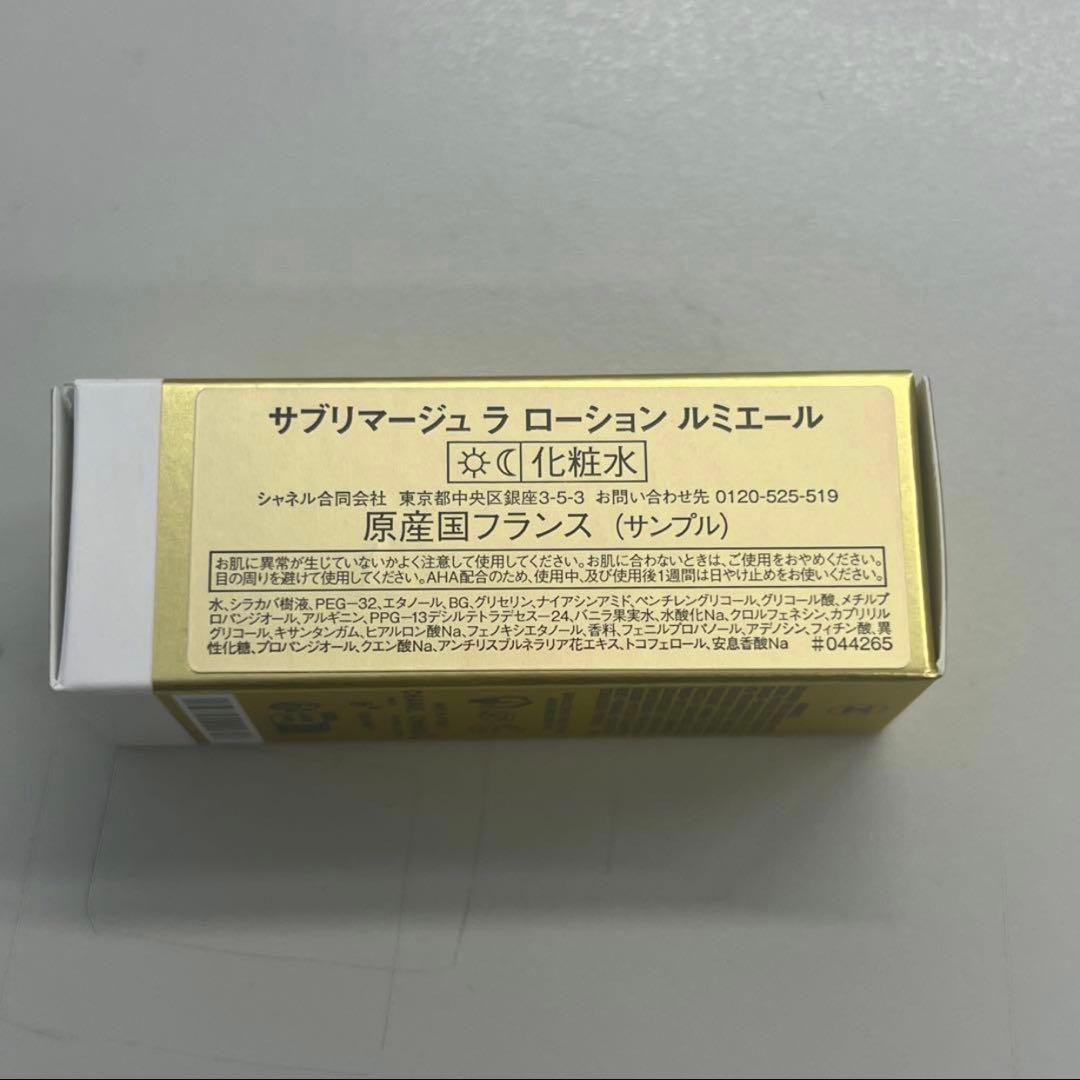 サブリマージュ ラ ローション ルミエール
化粧水
シャネル合同会社 東京都中央区銀座3-5-3 お問い合わせ先 0120-525-519
原産国フランス (サンプル)
お肌に異常が生じていないかよく注意して使用してください。お肌に合わないときは、ご使用をおやめください。
目の周りを避けて使用してください。AHA配合のため、使用中、及び使用後1週間は日やけ止めをお使いください。
水、シラカバ樹液、PEG-32、エタノール、BG、グリセリン、ナイアシンアミド、ペンチレングリコール、グリコール酸、メチルプ
ロパンジオール、アルギニン、PPG-13デシルテトラデセス-24、バニラ果実水、水酸化Na、クロルフェネシン、カプリリル
グリコール、キサンタンガム、ヒアルロン酸Na、フェノキシエタノール、香料、フェニルプロパノール、アデノシン、フィチン酸、異
性化糖、プロパンジオール、クエン酸Na、アンチリスブルネラリア花エキス、トコフェロール、安息香酸Na #044265